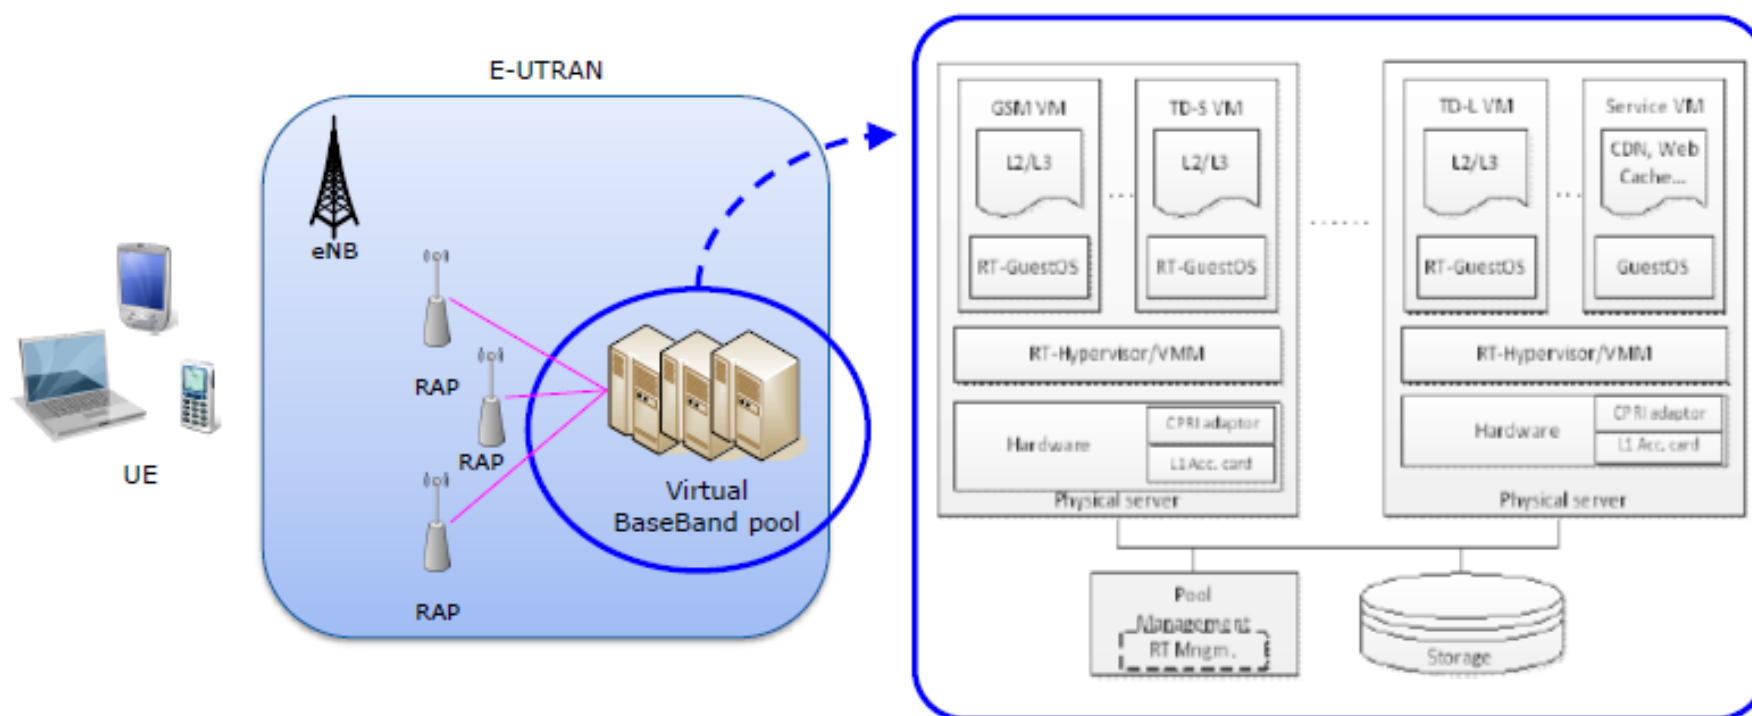 E-UTRAN
eNB
RAP
RAP
RAP
UE
Virtual
BaseBand pool
GSM VM
L2/L3
RT-GuestOS
...
TD-S VM
L2/L3
RT-GuestOS
RT-Hypervisor/VMM
Hardware
CPRI adaptor
L1 Acc. card
Physical server
......
TD-L VM
L2/L3
RT-GuestOS
...
Service VM
CDN, Web
Cache...
GuestOS
RT-Hypervisor/VMM
Hardware
CPRI adaptor
L1 Acc. card
Physical server
Pool
Management
RT Mngm.
Storage